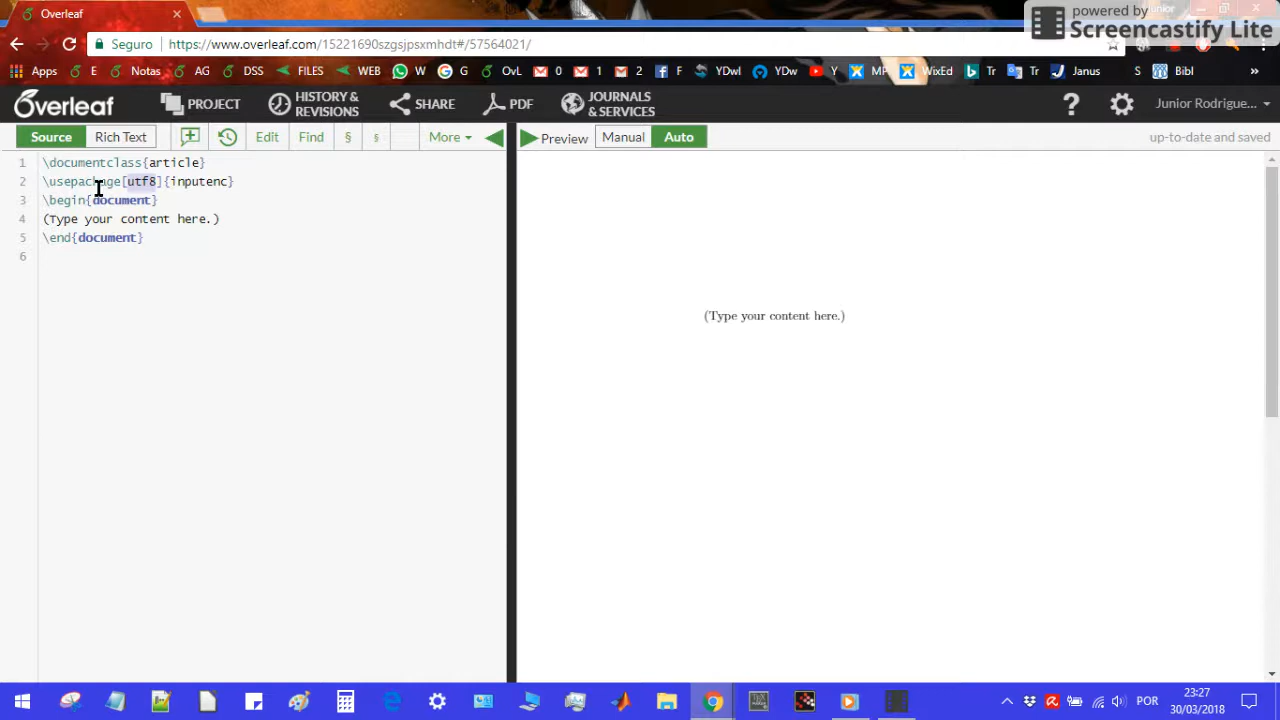 powered by
Screencastify Lite
Overleaf
Junior
Seguro
https://www.overleaf.com/15221690szgsjpsxmhdt#/57564021/
Apps E Notas AG DSS FILES WEB W G OvL 0 1 2 F YDwl YDw Y MP WixEd Tr Tr Janus S Bibl »
Overleaf PROJECT HISTORY & REVISIONS SHARE PDF JOURNALS & SERVICES ? Junior Rodrigue...
Source Rich Text Edit Find § § More Preview Manual Auto up-to-date and saved
1 \documentclass{article}
2 \usepackage[utf8]{inputenc}
3 \begin{document}
4 (Type your content here.)
5 \end{document}
6
(Type your content here.)
POR
23:27
30/03/2018